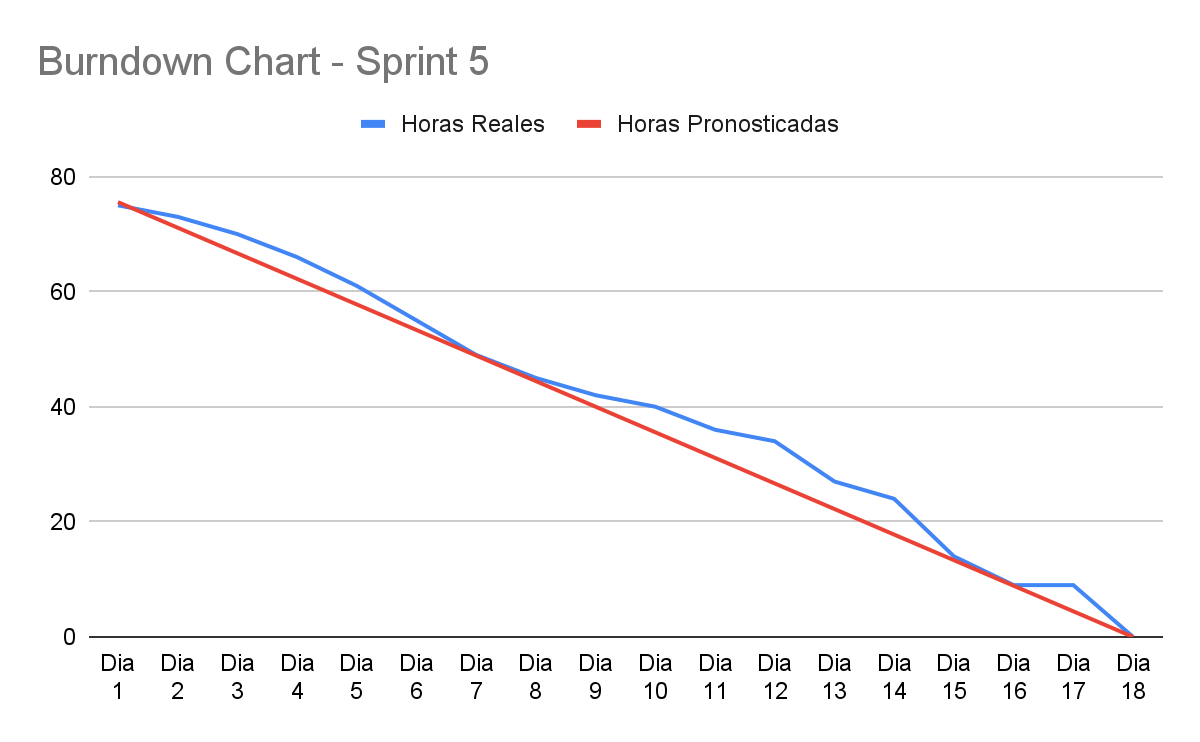 Burndown Chart - Sprint 5
Horas Reales
Horas Pronosticadas
80
60
40
20
0
Dia 1
Dia 2
Dia 3
Dia 4
Dia 5
Dia 6
Dia 7
Dia 8
Dia 9
Dia 10
Dia 11
Dia 12
Dia 13
Dia 14
Dia 15
Dia 16
Dia 17
Dia 18